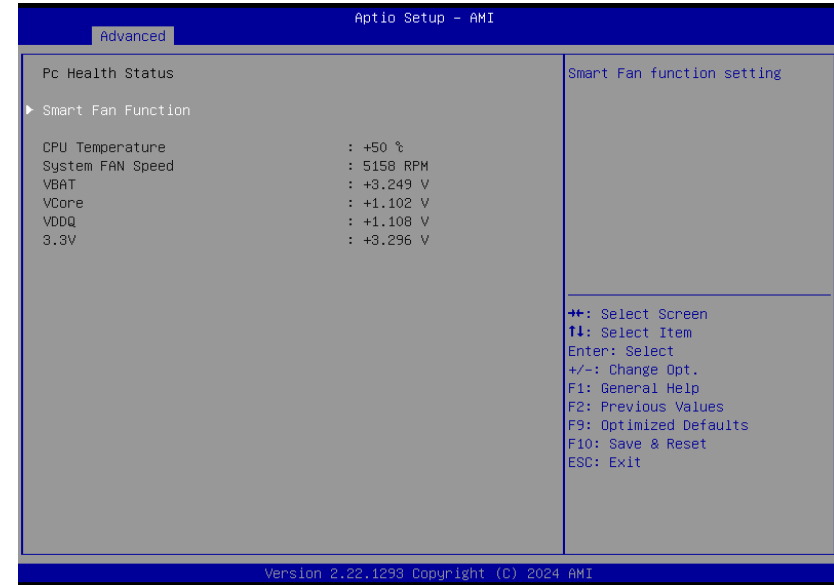 Aptio Setup – AMI
Advanced
Pc Health Status
Smart Fan Function
CPU Temperature : +50 ℃
System FAN Speed : 5158 RPM
VBAT : +3.249 V
VCore : +1.102 V
VDDQ : +1.108 V
3.3V : +3.296 V
Smart Fan function setting
→←: Select Screen
↑↓: Select Item
Enter: Select
+/-: Change Opt.
F1: General Help
F2: Previous Values
F9: Optimized Defaults
F10: Save & Reset
ESC: Exit
Version 2.22.1293 Copyright (C) 2024 AMI